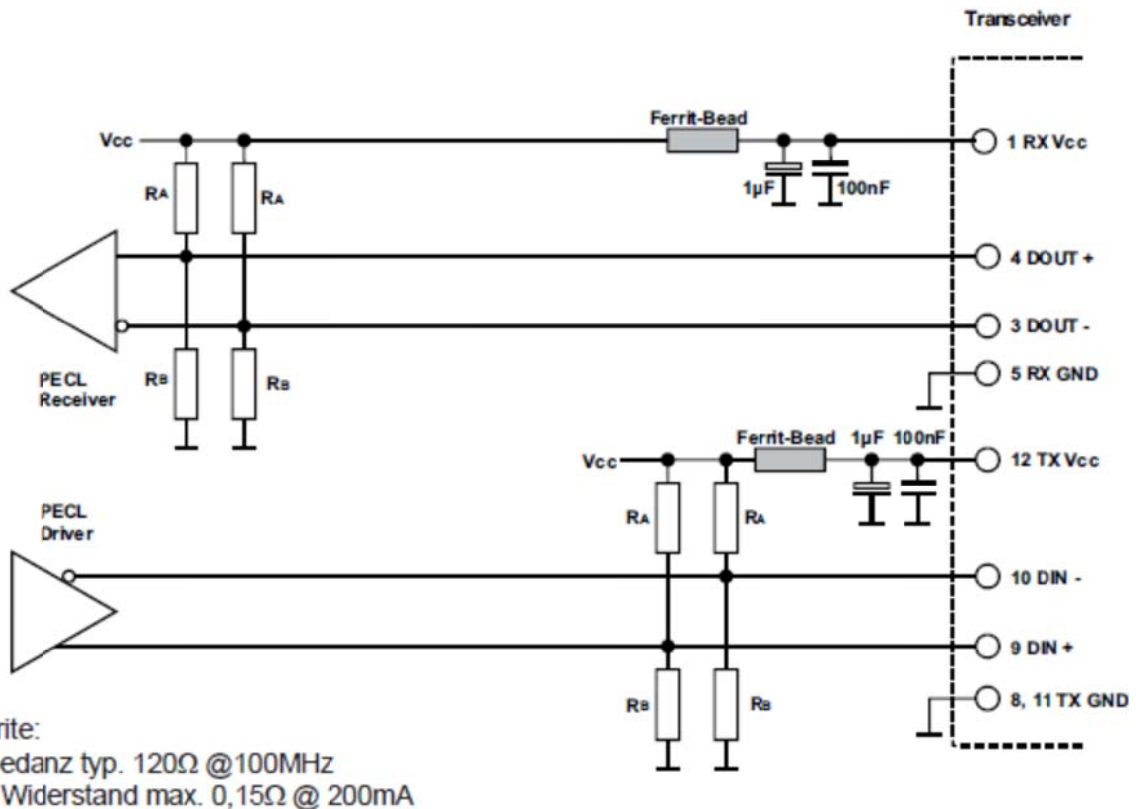 Transceiver
Ferrit-Bead
Vcc
1 RX Vcc
1µF
100nF
RA
RA
4 DOUT +
3 DOUT -
PECL
Receiver
RB
RB
5 RX GND
Ferrit-Bead
1µF
100nF
Vcc
12 TX Vcc
PECL
Driver
RA
RA
10 DIN -
9 DIN +
RB
RB
8, 11 TX GND
rite:
edanz typ. 120Ω @100MHz
Widerstand max. 0,15Ω @ 200mA